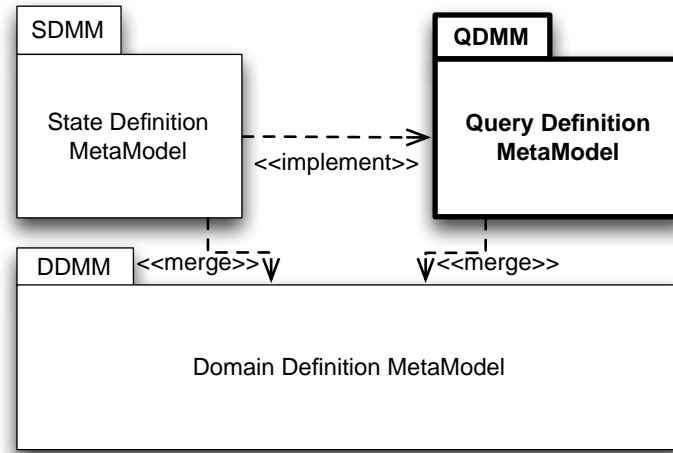 SDMM
QDMM
State Definition
MetaModel
Query Definition
MetaModel
<<implement>>
DDMM
<<merge>>
<<merge>>
Domain Definition MetaModel